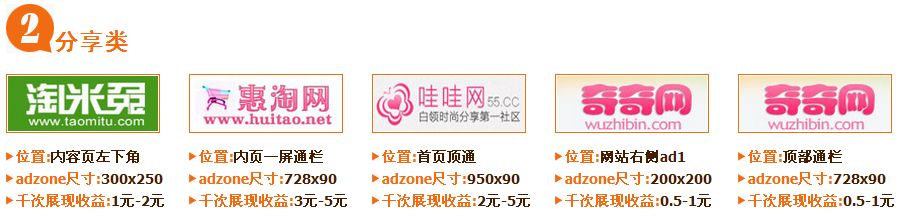 2 分享类
淘米兔
www.taomitu.com
惠淘网
www.huitao.net
哇哇网55.CC
白领时尚分享第一社区
奇奇网
wuzhibin.com
奇奇网
wuzhibin.com
位置:内容页左下角
adzone尺寸:300x250
千次展现收益:1元-2元
位置:内页一屏通栏
adzone尺寸:728x90
千次展现收益:3元-5元
位置:首页顶通
adzone尺寸:950x90
千次展现收益:2元-5元
位置:网站右侧ad1
adzone尺寸:200x200
千次展现收益:0.5-1元
位置:顶部通栏
adzone尺寸:728x90
千次展现收益:0.5-1元